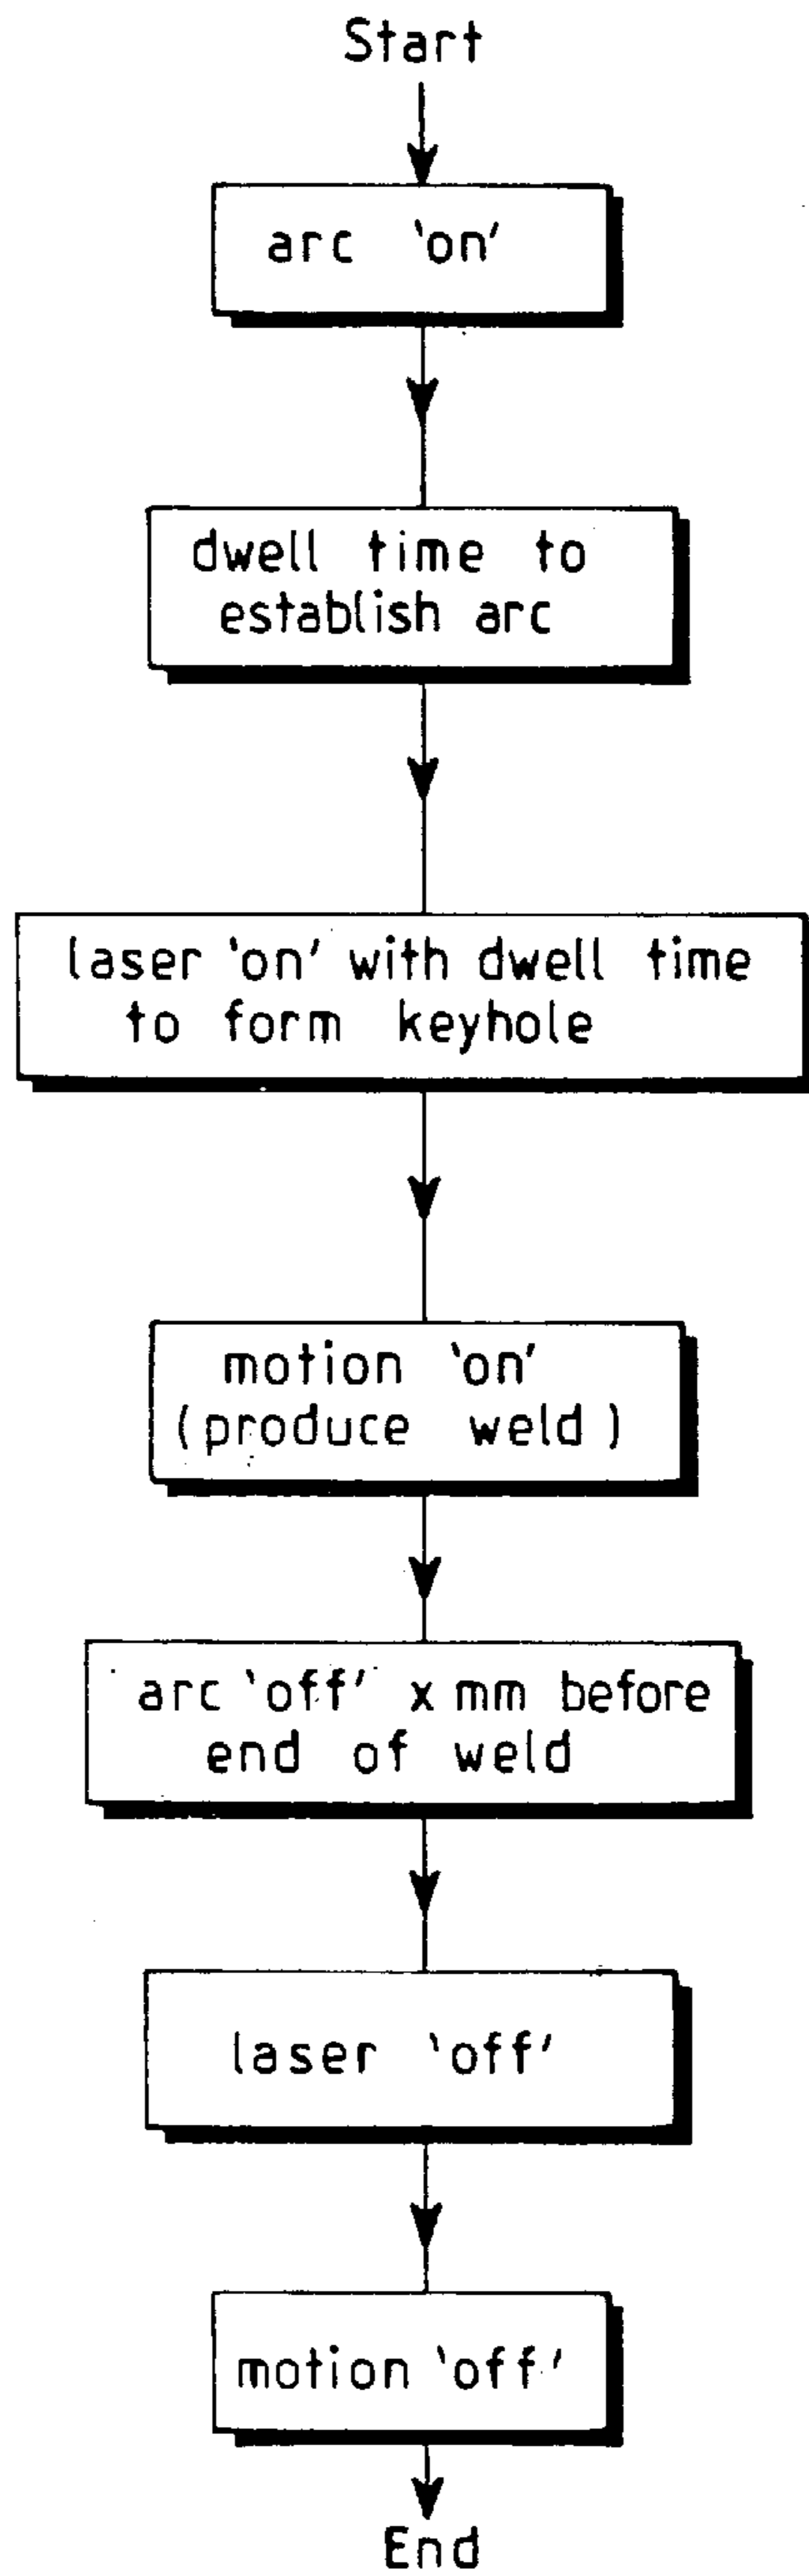 Start
arc 'on'
dwell time to
establish arc
laser 'on' with dwell time
to form keyhole
motion 'on'
(produce weld)
arc 'off' x mm before
end of weld
laser 'off'
motion 'off'
End